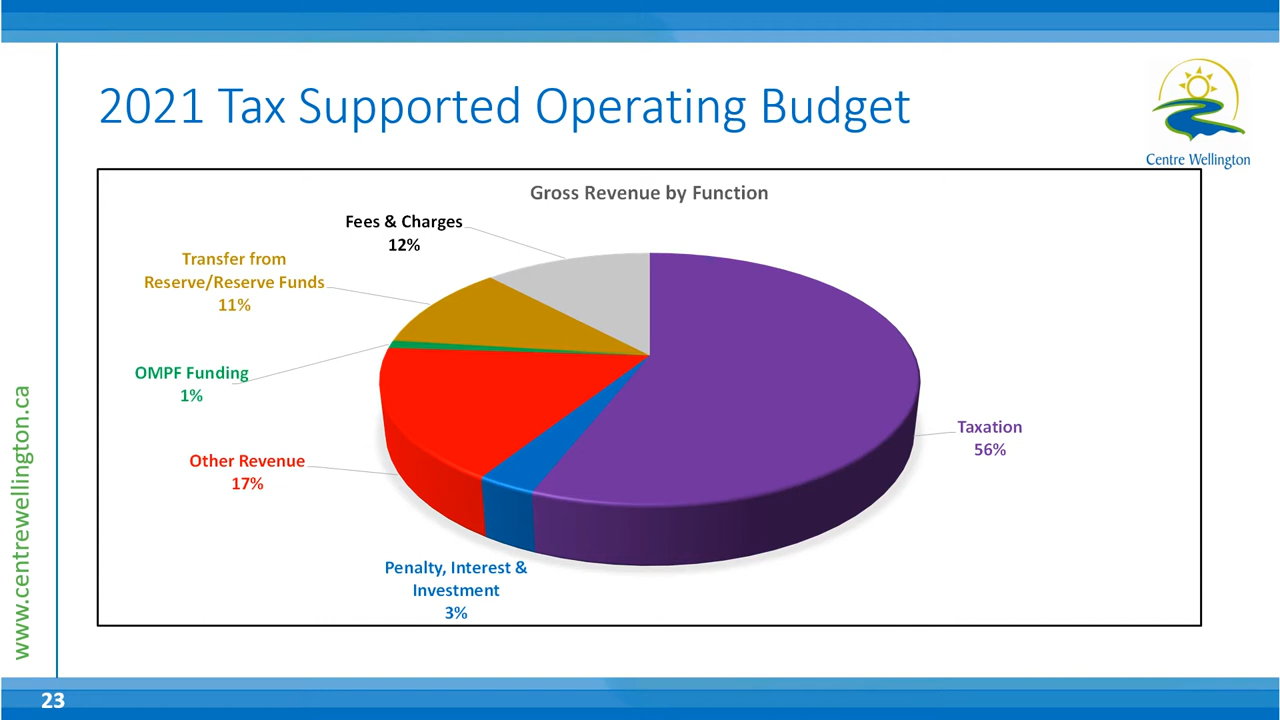 2021 Tax Supported Operating Budget
Centre Wellington
Gross Revenue by Function
Fees & Charges
12%
Transfer from
Reserve/Reserve Funds
11%
OMPF Funding
1%
Other Revenue
17%
Penalty, Interest &
Investment
3%
Taxation
56%
www.centrewellington.ca
23